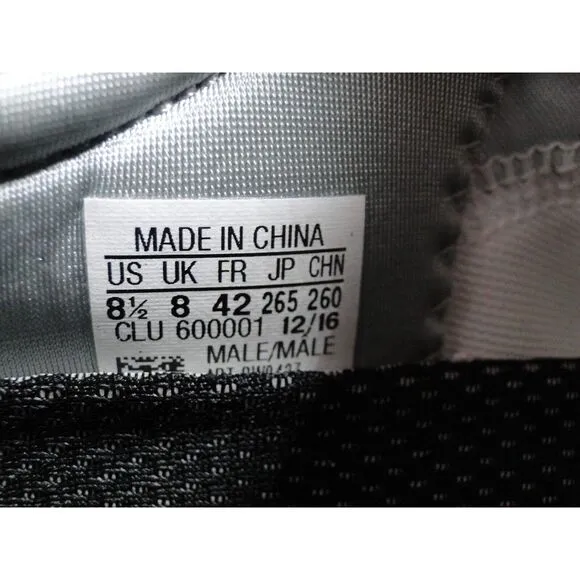 MADE IN CHINA
US UK FR JP CHN
8½ 8 42 265 260
CLU 600001 12/16
MALE/MALE